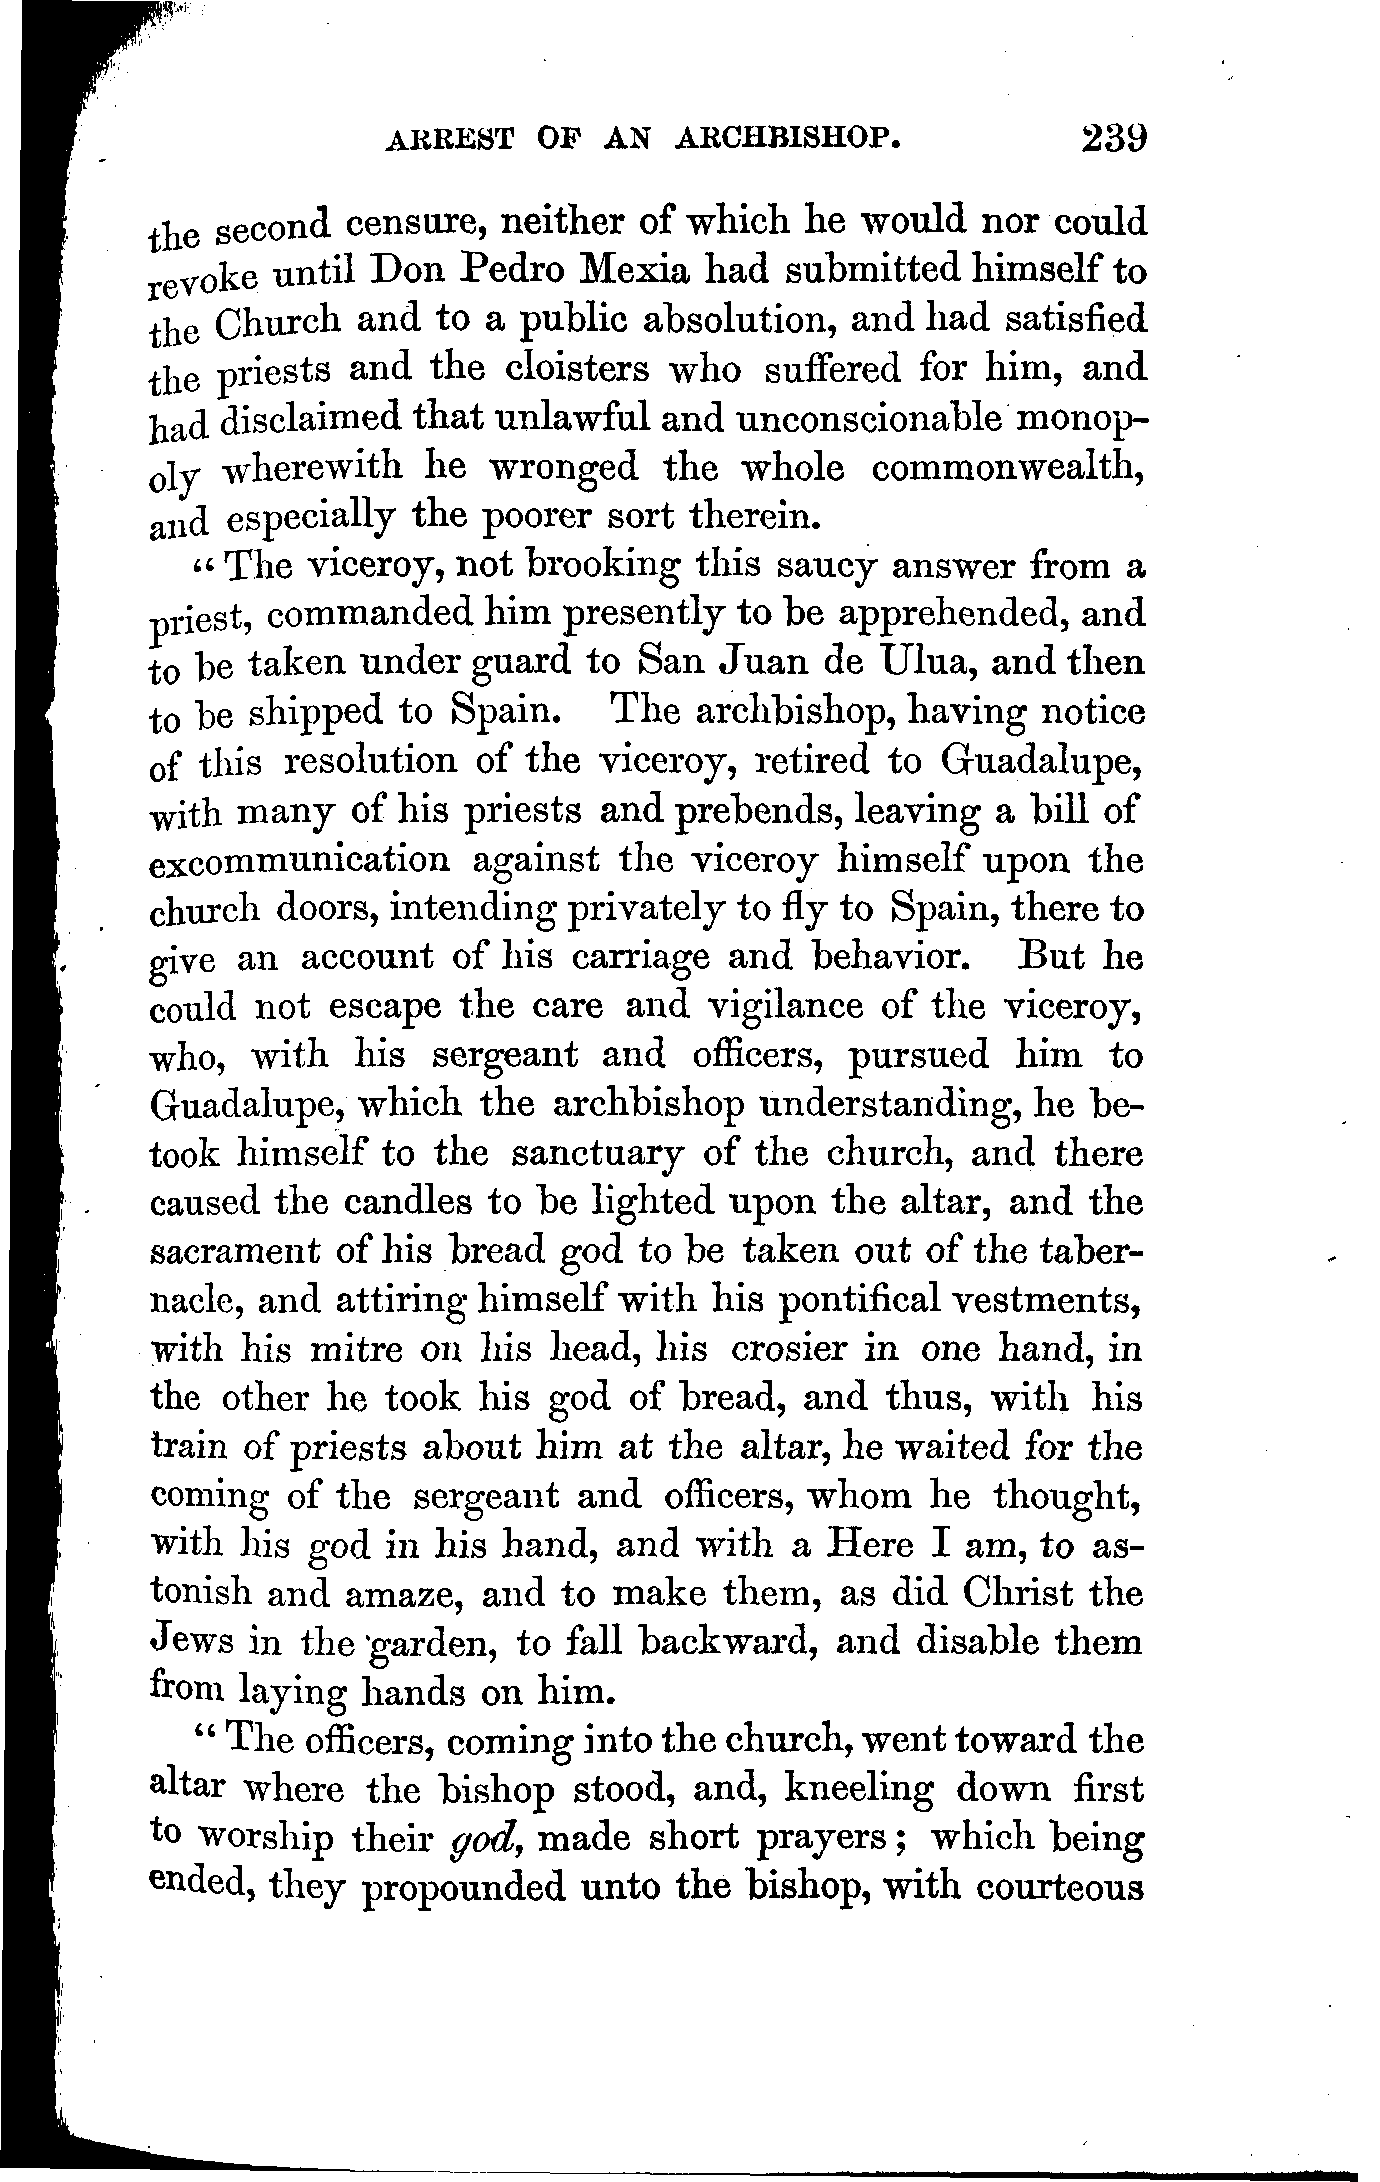 ARREST OF AN ARCHBISHOP. 239
the second censure, neither of which he would nor could
revoke until Don Pedro Mexia had submitted himself to
the Church and to a public absolution, and had satisfied
the priests and the cloisters who suffered for him, and
had disclaimed that unlawful and unconscionable monop-
oly wherewith he wronged the whole commonwealth,
and especially the poorer sort therein.
“The viceroy, not brooking this saucy answer from a
priest, commanded him presently to be apprehended, and
to be taken under guard to San Juan de Ulua, and then
to be shipped to Spain. The archbishop, having notice
of this resolution of the viceroy, retired to Guadalupe,
with many of his priests and prebends, leaving a bill of
excommunication against the viceroy himself upon the
church doors, intending privately to fly to Spain, there to
give an account of his carriage and behavior. But he
could not escape the care and vigilance of the viceroy,
who, with his sergeant and officers, pursued him to
Guadalupe, which the archbishop understanding, he be-
took himself to the sanctuary of the church, and there
caused the candles to be lighted upon the altar, and the
sacrament of his bread god to be taken out of the taber-
nacle, and attiring himself with his pontifical vestments,
with his mitre on his head, his crosier in one hand, in
the other he took his god of bread, and thus, with his
train of priests about him at the altar, he waited for the
coming of the sergeant and officers, whom he thought,
with his god in his hand, and with a Here I am, to as-
tonish and amaze, and to make them, as did Christ the
Jews in the garden, to fall backward, and disable them
from laying hands on him.
“The officers, coming into the church, went toward the
altar where the bishop stood, and, kneeling down first
to worship their god, made short prayers; which being
ended, they propounded unto the bishop, with courteous